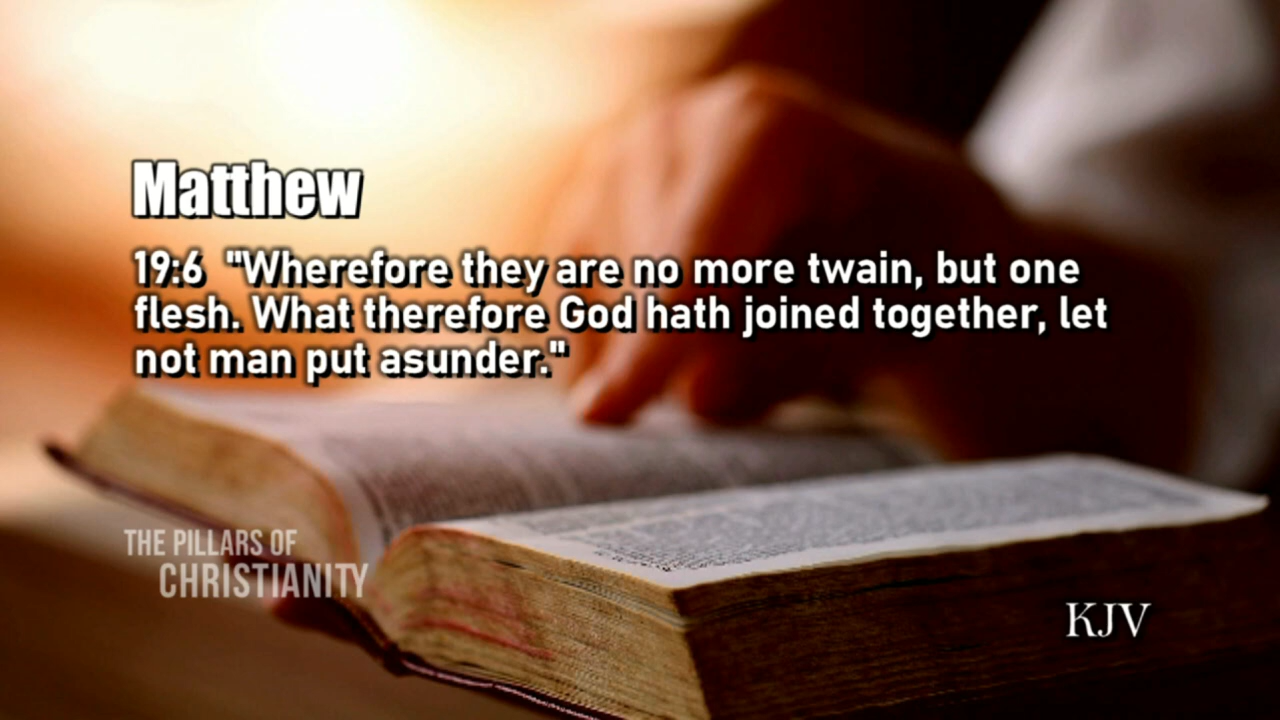 Matthew
19:6 "Wherefore they are no more twain, but one
flesh. What therefore God hath joined together, let
not man put asunder."
THE PILLARS OF
CHRISTIANITY
KJV